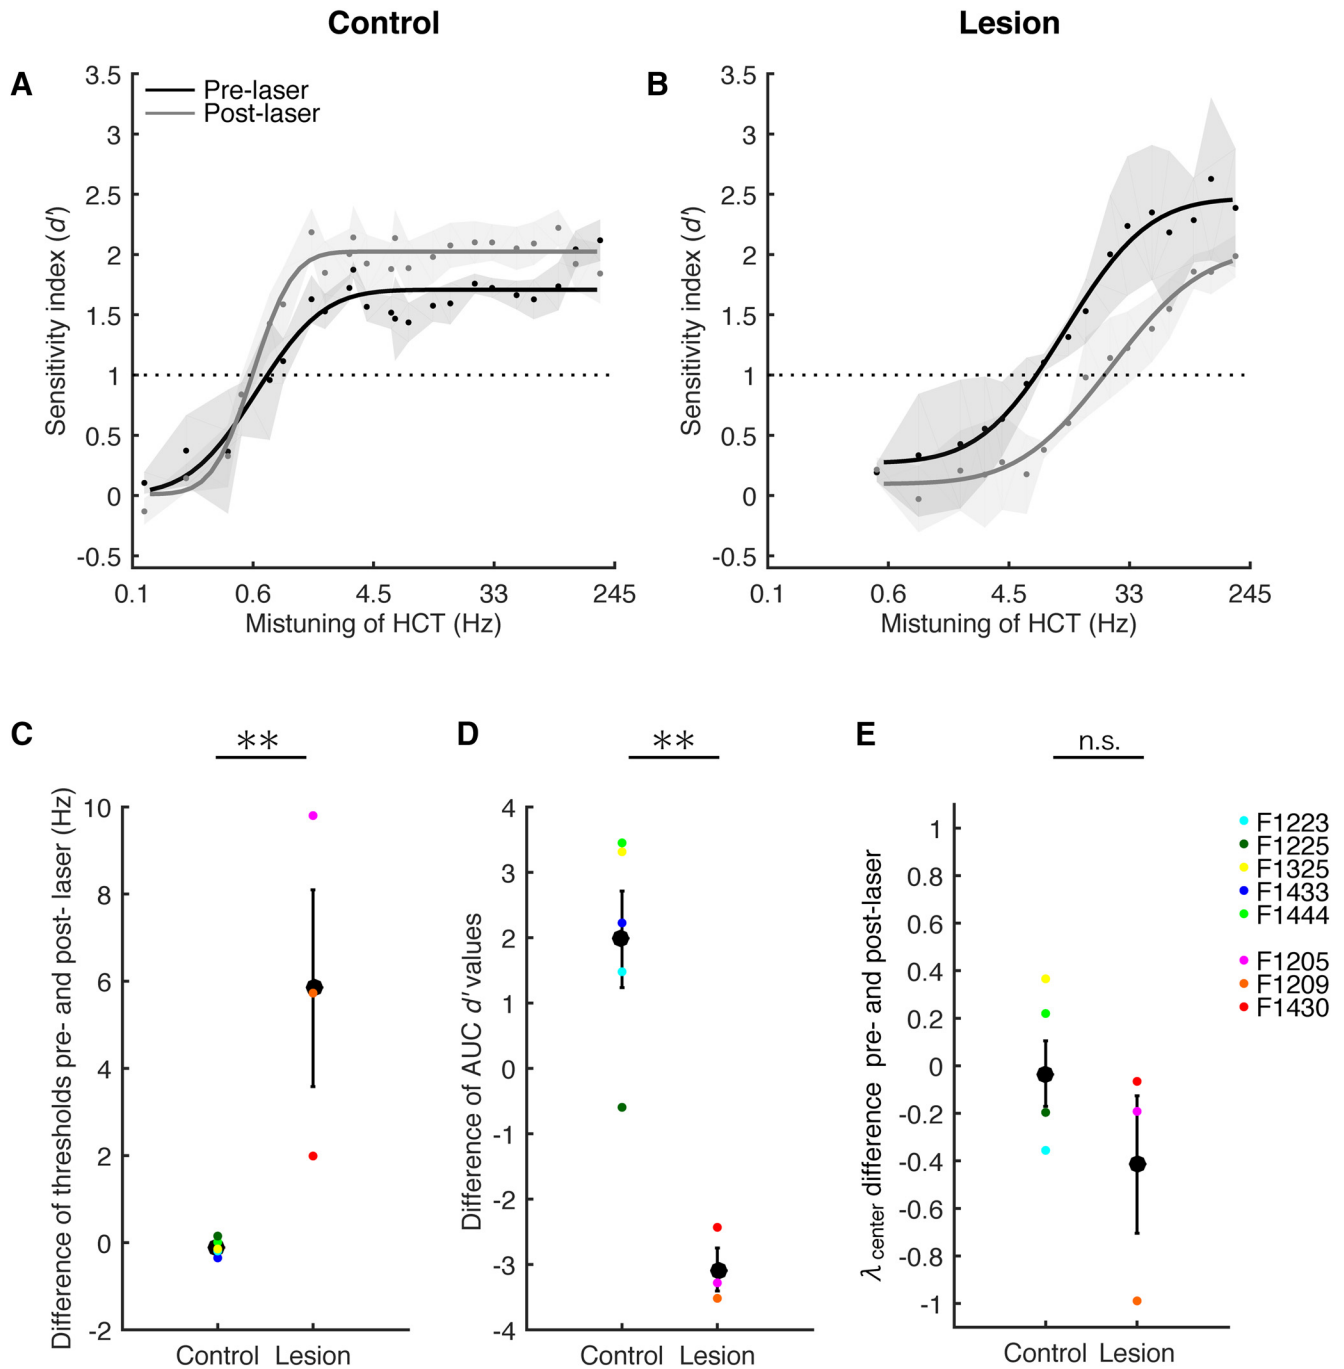 Control
Lesion
A
3.5
3
2.5
2
1.5
1
0.5
0
-0.5
Sensitivity index (d')
Pre-laser
Post-laser
0.1
0.6
4.5
33
245
Mistuning of HCT (Hz)
B
3.5
3
2.5
2
1.5
1
0.5
0
-0.5
Sensitivity index (d')
0.1
0.6
4.5
33
245
Mistuning of HCT (Hz)
C
**
10
8
6
4
2
0
-2
Difference of thresholds pre- and post- laser (Hz)
Control
Lesion
D
**
4
3
2
1
0
-1
-2
-3
-4
Difference of AUC d' values
Control
Lesion
E
n.s.
1
0.8
0.6
0.4
0.2
0
-0.2
-0.4
-0.6
-0.8
-1
λ center difference pre- and post-laser
Control
Lesion
F1223
F1225
F1325
F1433
F1444
F1205
F1209
F1430